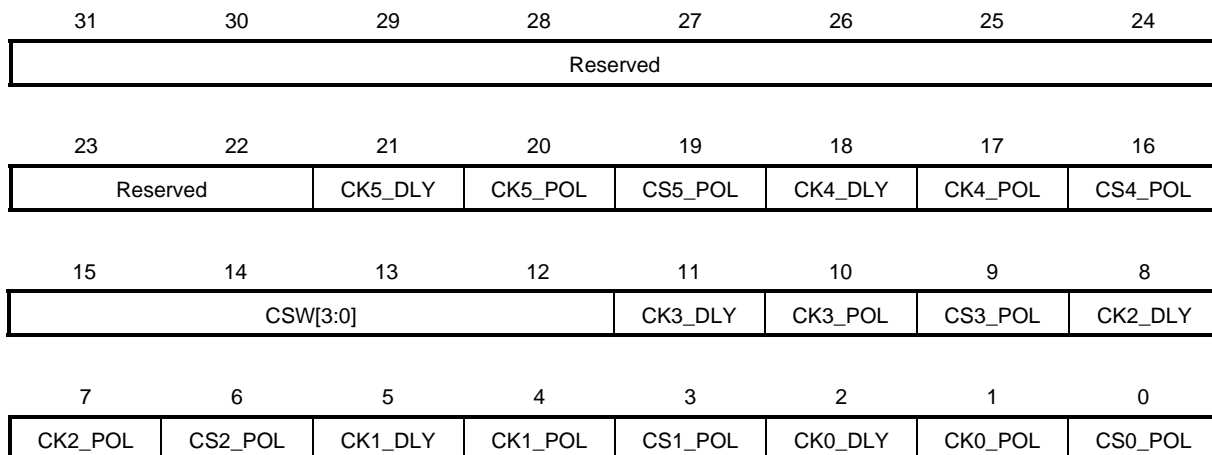 31 30 29 28 27 26 25 24
Reserved
23 22 21 20 19 18 17 16
Reserved CK5_DLY CK5_POL CS5_POL CK4_DLY CK4_POL CS4_POL
15 14 13 12 11 10 9 8
CSW[3:0] CK3_DLY CK3_POL CS3_POL CK2_DLY
7 6 5 4 3 2 1 0
CK2_POL CS2_POL CK1_DLY CK1_POL CS1_POL CK0_DLY CK0_POL CS0_POL